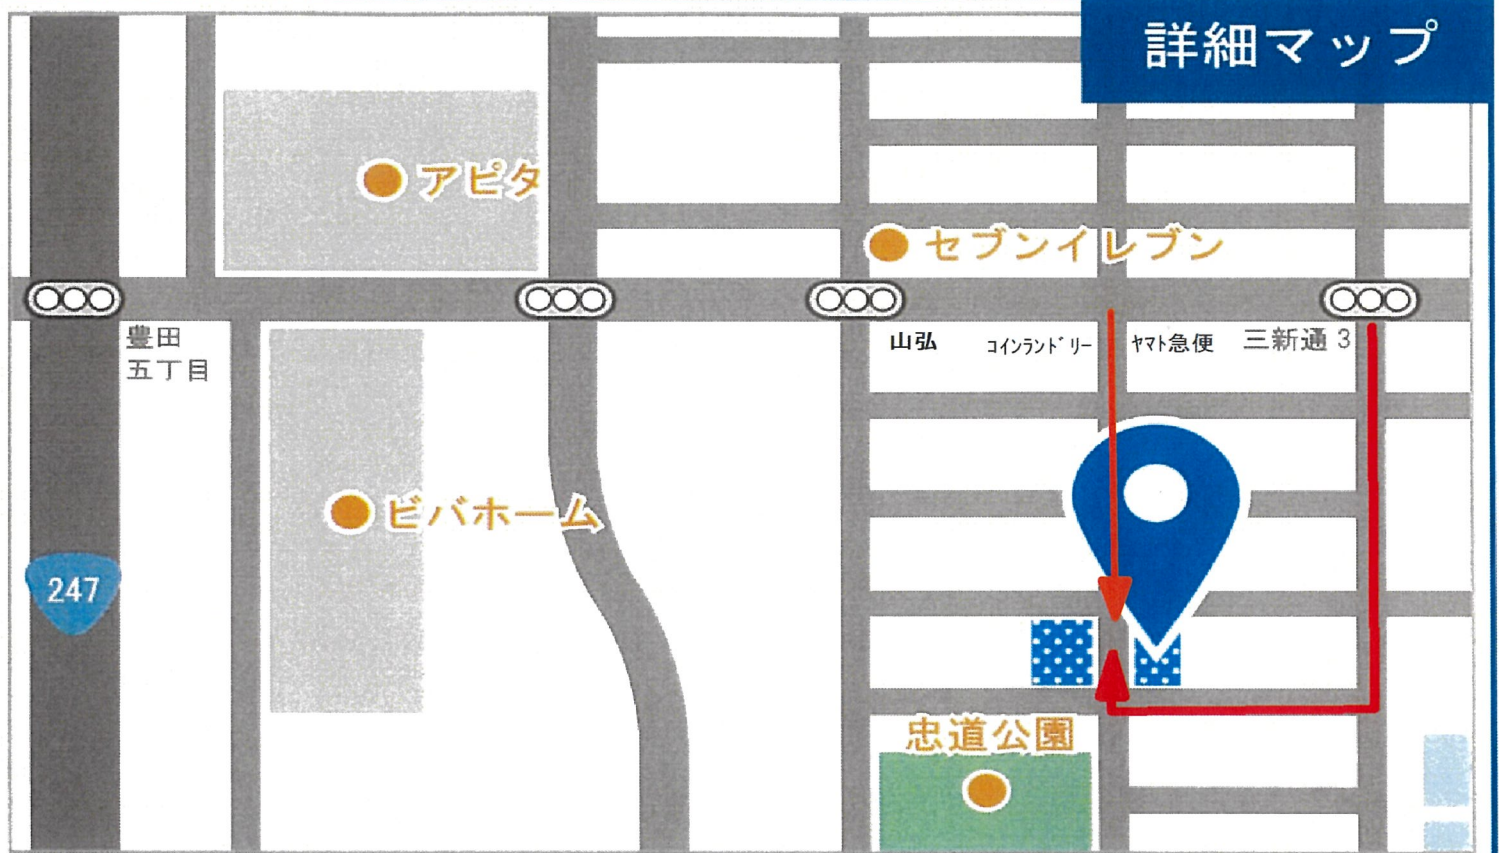 詳細マップ
アピタ
セブンイレブン
豊田
五丁目
山弘
コインランドリー
ヤマト急便
三新通3
ビバホーム
247
忠道公園